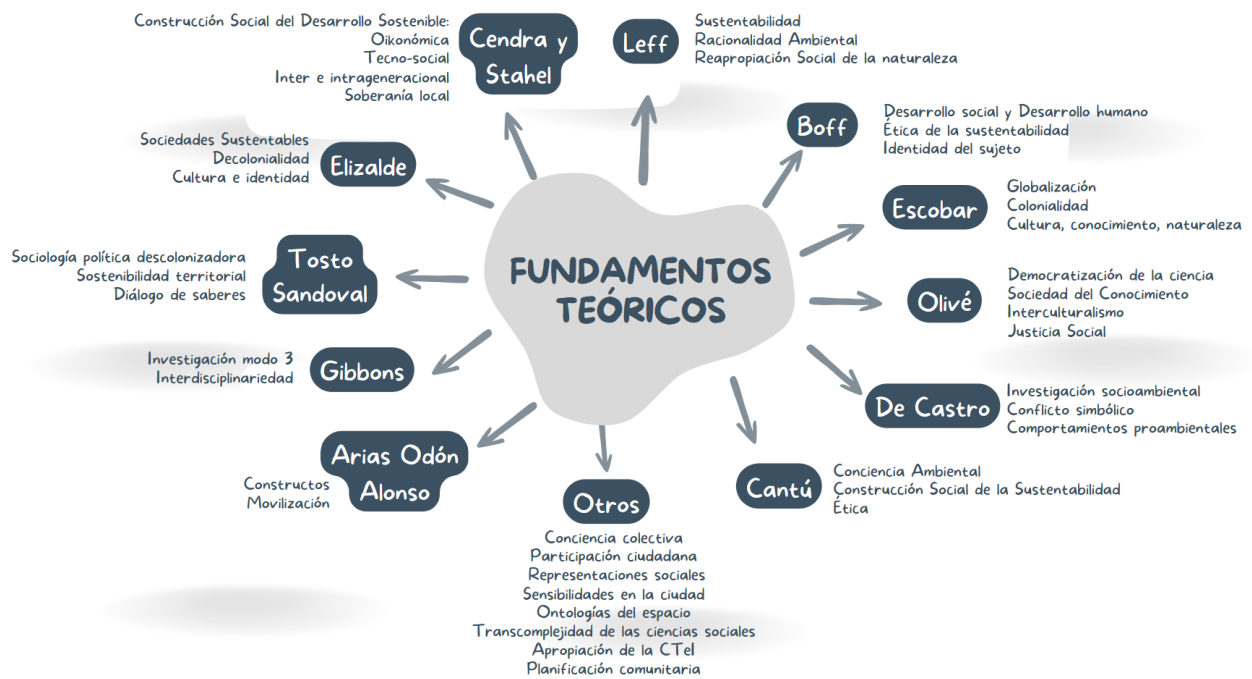 FUNDAMENTOS
TEÓRICOS
Cendra y
Stahel
Construcción Social del Desarrollo Sostenible:
Oikonómica
Tecno-social
Inter e intrageneracional
Soberanía local
Leff
Sustentabilidad
Racionalidad Ambiental
Reapropiación Social de la naturaleza
Boff
Desarrollo social y Desarrollo humano
Ética de la sustentabilidad
Identidad del sujeto
Escobar
Globalización
Colonialidad
Cultura, conocimiento, naturaleza
Olivé
Democratización de la ciencia
Sociedad del Conocimiento
Interculturalismo
Justicia Social
De Castro
Investigación socioambiental
Conflicto simbólico
Comportamientos proambientales
Cantú
Conciencia Ambiental
Construcción Social de la Sustentabilidad
Ética
Otros
Conciencia colectiva
Participación ciudadana
Representaciones sociales
Sensibilidades en la ciudad
Ontologías del espacio
Transcomplejidad de las ciencias sociales
Apropiación de la CTeI
Planificación comunitaria
Arias Odón
Alonso
Constructos
Movilización
Gibbons
Investigación modo 3
Interdisciplinariedad
Tosto
Sandoval
Sociología política descolonizadora
Sostenibilidad territorial
Diálogo de saberes
Elizalde
Sociedades Sustentables
Decolonialidad
Cultura e identidad